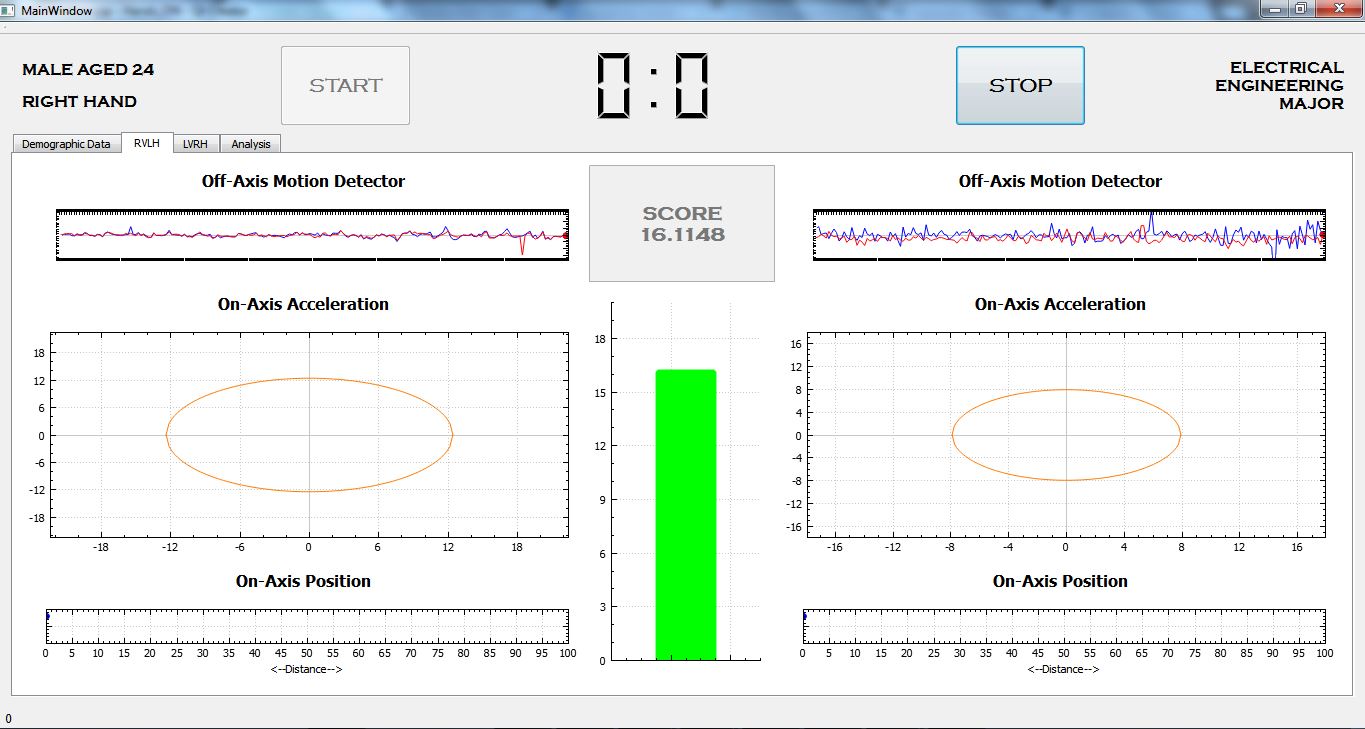 MainWindow
MALE AGED 24
RIGHT HAND
START
0:0
STOP
ELECTRICAL
ENGINEERING
MAJOR
Demographic Data RVLH LVRH Analysis
Off-Axis Motion Detector
SCORE
16.1148
Off-Axis Motion Detector
On-Axis Acceleration
18
12
6
0
-6
-12
-18
-18 -12 -6 0 6 12 18
On-Axis Position
0 5 10 15 20 25 30 35 40 45 50 55 60 65 70 75 80 85 90 95 100
<--Distance-->
18
15
12
9
6
3
0
On-Axis Acceleration
16
12
8
4
0
-4
-8
-12
-16
-16 -12 -8 -4 0 4 8 12 16
On-Axis Position
0 5 10 15 20 25 30 35 40 45 50 55 60 65 70 75 80 85 90 95 100
<--Distance-->
0